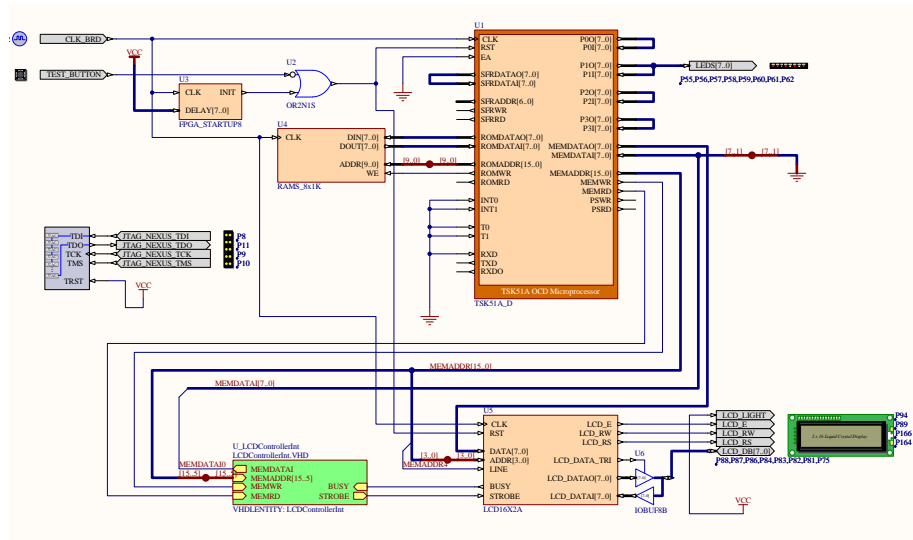 U1
CLK_BRD
CLK
RST
EA
P0O[7..0]
P0I[7..0]
VCC
TEST_BUTTON
U2
OR2N1S
U3
CLK INIT
DELAY[7..0]
FPGA_STARTUP8
SFRDATAO[7..0]
SFRDATAI[7..0]
SFRADDR[6..0]
SFRWR
SFRRD
P1O[7..0]
P1I[7..0]
LEDS[7..0]
P55,P56,P57,P58,P59,P60,P61,P62
P2O[7..0]
P2I[7..0]
P3O[7..0]
P3I[7..0]
U4
CLK
DIN[7..0]
DOUT[7..0]
ADDR[9..0]
WE
RAMS_8x1K
[9..0] [9..0]
ROMDATAO[7..0]
ROMDATAI[7..0]
ROMADDR[15..0]
ROMWR
ROMRD
MEMDATAO[7..0]
MEMDATAI[7..0]
MEMADDR[15..0]
MEMWR
MEMRD
PSWR
PSRD
[7..1] [7..1]
INT0
INT1
T0
T1
RXD
TXD
RXDO
TSK51A OCD Microprocessor
TSK51A_D
TDI
TDO
TCK
TMS
TRST
JTAG_NEXUS_TDI
JTAG_NEXUS_TDO
JTAG_NEXUS_TCK
JTAG_NEXUS_TMS
P8
P11
P9
P10
VCC
MEMADDR[15..0]
MEMDATAI[7..0]
U5
CLK
RST
DATA[7..0]
ADDR[3..0]
LINE
BUSY
STROBE
LCD_E
LCD_RW
LCD_RS
LCD_DATA_TRI
LCD_DATAO[7..0]
LCD_DATAI[7..0]
LCD16X2A
[3..0] [3..0]
MEMADDR4
U6
IOBUF8B
LCD_LIGHT
LCD_E
LCD_RW
LCD_RS
LCD_DB[7..0]
P88,P87,P86,P84,P83,P82,P81,P75
2 x 16 Liquid Crystal Display
P94
P89
P166
P164
VCC
U_LCDControllerInt
LCDControllerInt.VHD
MEMDATAI0
MEMDATAI
MEMADDR[15..5]
MEMWR
MEMRD
BUSY
STROBE
VHDLENTITY: LCDControllerInt